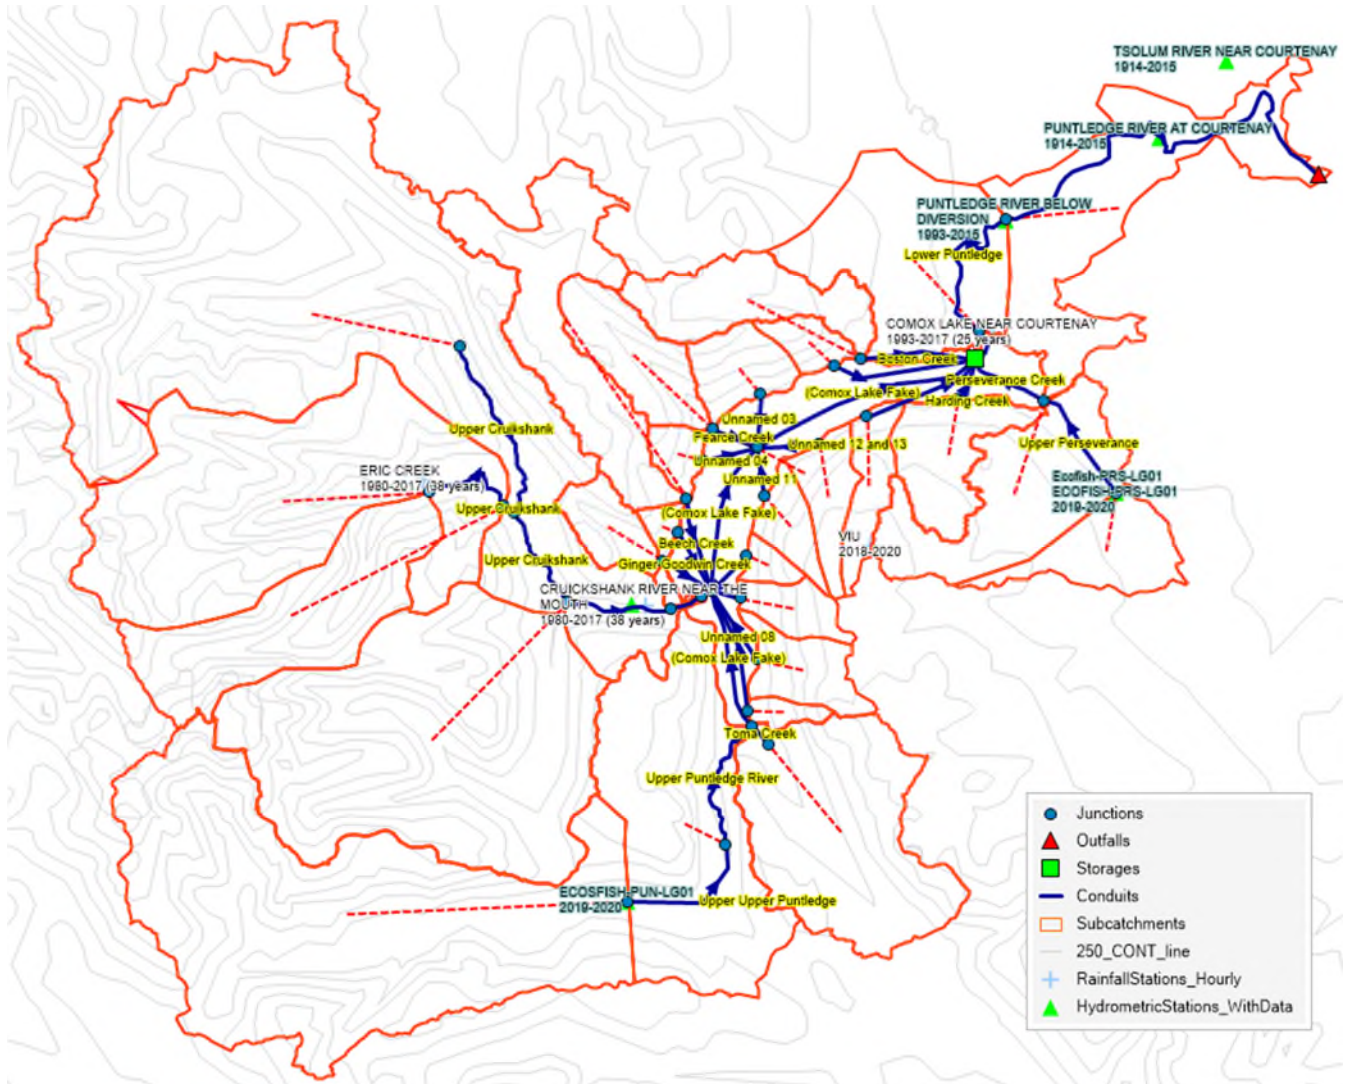 TSOLUM RIVER NEAR COURTENAY
1914-2015
PUNTLEDGE RIVER AT COURTENAY
1914-2015
PUNTLEDGE RIVER BELOW
DIVERSION
1993-2015
Lower Puntledge
COMOX LAKE NEAR COURTENAY
1993-2017 (25 years)
Boston Creek
Perseverance Creek
(Comox Lake Fake)
Harding Creek
Unnamed 03
Pearce Creek
Unnamed 12 and 13
Upper Perseverance
Upper Cruikshank
Unnamed 04
ERIC CREEK
1980-2017 (38 years)
Unnamed 11
Ecofish-PRS-LG01
ECOFISH-PRS-LG01
2019-2020
Upper Cruikshank
(Comox Lake Fake)
Beech Creek
VIU
2018-2020
Upper Cruikshank
Ginger Goodwin Creek
CRUICKSHANK RIVER NEAR THE
MOUTH
1980-2017 (38 years)
Unnamed 08
(Comox Lake Fake)
Toma Creek
Upper Puntledge River
ECOSFISH-PUN-LG01
2019-2020
Upper Upper Puntledge
Junctions
Outfalls
Storages
Conduits
Subcatchments
250_CONT_line
RainfallStations_Hourly
HydrometricStations_WithData